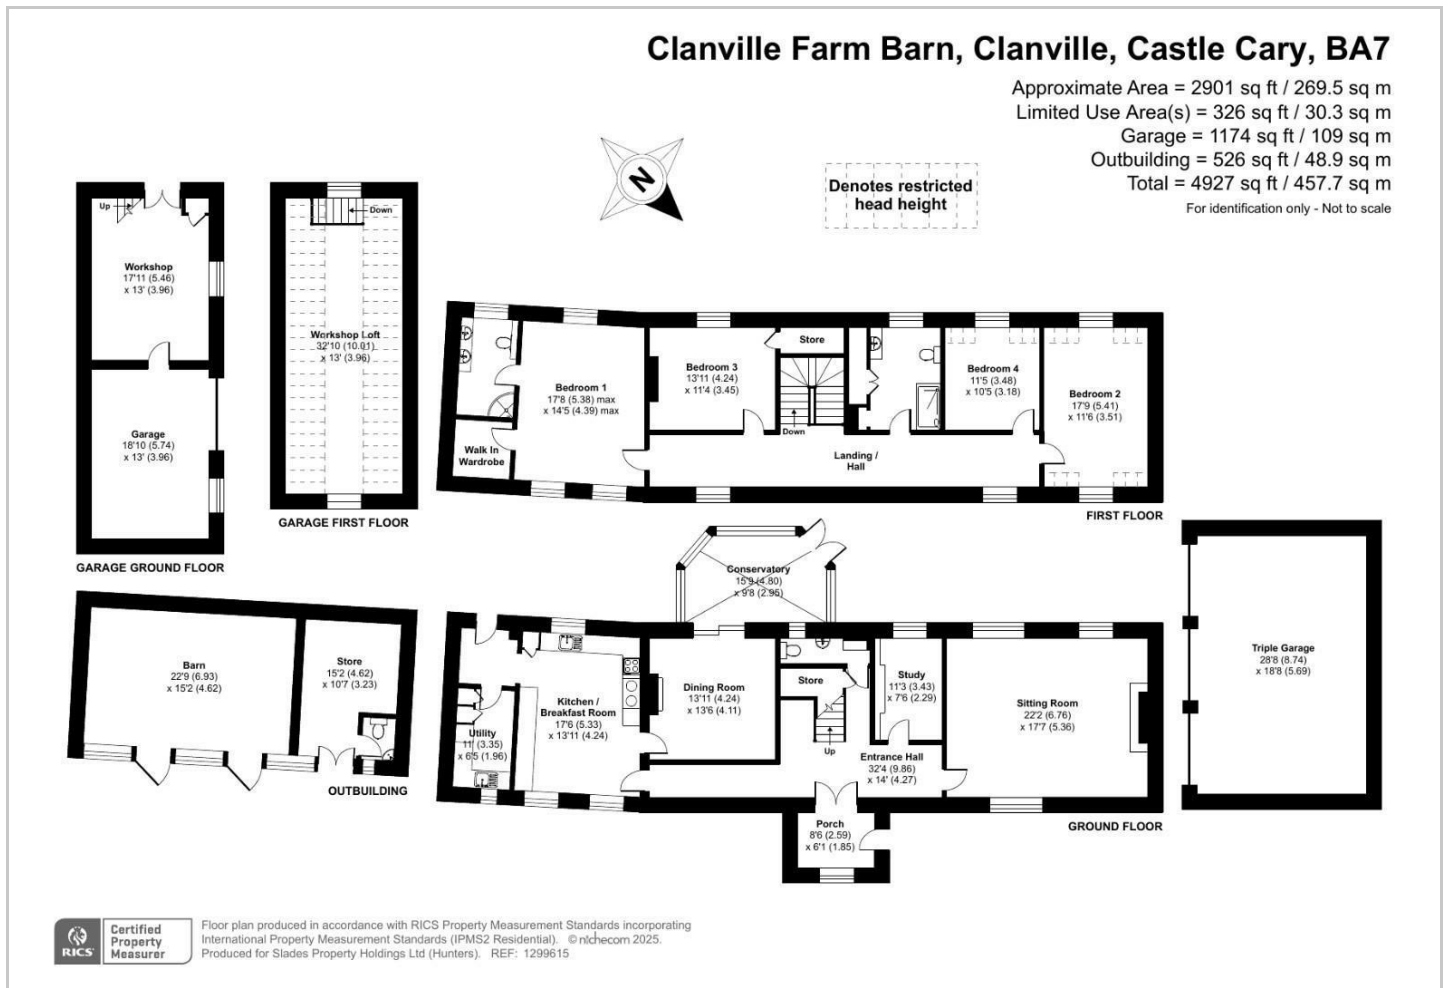 Clanville Farm Barn, Clanville, Castle Cary, BA7
Approximate Area = 2901 sq ft / 269.5 sq m
Limited Use Area(s) = 326 sq ft / 30.3 sq m
Garage = 1174 sq ft / 109 sq m
Outbuilding = 526 sq ft / 48.9 sq m
Total = 4927 sq ft / 457.7 sq m
For identification only - Not to scale
N
Denotes restricted
head height
Up
Workshop
17'11 (5.46)
x 13' (3.96)
Garage
18'10 (5.74)
x 13' (3.96)
GARAGE GROUND FLOOR
Down
Workshop Loft
32'10 (10.01)
x 13' (3.96)
GARAGE FIRST FLOOR
Bedroom 1
17'8 (5.38) max
x 14'5 (4.39) max
Walk In
Wardrobe
Bedroom 3
13'11 (4.24)
x 11'4 (3.45)
Store
Down
Landing /
Hall
Bedroom 4
11'5 (3.48)
x 10'5 (3.18)
Bedroom 2
17'9 (5.41)
x 11'6 (3.51)
FIRST FLOOR
Conservatory
15'9 (4.80)
x 9'8 (2.95)
Barn
22'9 (6.93)
x 15'2 (4.62)
Store
15'2 (4.62)
x 10'7 (3.23)
OUTBUILDING
Utility
11' (3.35)
x 6'5 (1.96)
Kitchen /
Breakfast Room
17'6 (5.33)
x 13'11 (4.24)
Dining Room
13'11 (4.24)
x 13'6 (4.11)
Store
Up
Study
11'3 (3.43)
x 7'6 (2.29)
Entrance Hall
32'4 (9.86)
x 14' (4.27)
Sitting Room
22'2 (6.76)
x 17'7 (5.36)
Porch
8'6 (2.59)
x 6'1 (1.85)
GROUND FLOOR
Triple Garage
28'8 (8.74)
x 18'8 (5.69)
RICS
Certified
Property
Measurer
Floor plan produced in accordance with RICS Property Measurement Standards incorporating
International Property Measurement Standards (IPMS2 Residential). © nichecom 2025.
Produced for Slades Property Holdings Ltd (Hunters). REF: 1299615